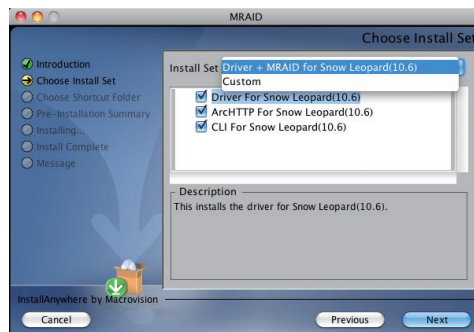 MRAID
Choose Install Set
Introduction
Choose Install Set
Choose Shortcut Folder
Pre-Installation Summary
Installing...
Install Complete
Message
Install Set
Driver + MRAID for Snow Leopard(10.6)
Custom
Driver For Snow Leopard(10.6)
ArcHTTP For Snow Leopard(10.6)
CLI For Snow Leopard(10.6)
Description
This installs the driver for Snow Leopard(10.6).
InstallAnywhere by Macrovision
Cancel
Previous
Next